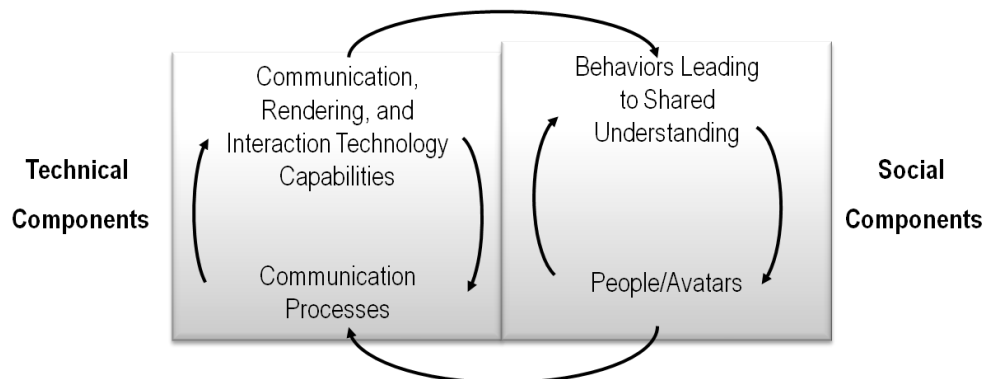 Communication,
Rendering, and
Interaction Technology
Capabilities
Behaviors Leading
to Shared
Understanding
Technical
Components
Social
Components
Communication
Processes
People/Avatars